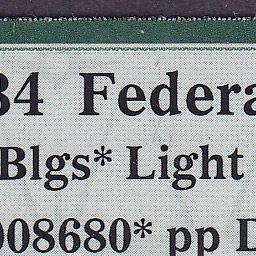 34 Federa
Blgs* Light
008680* pp D